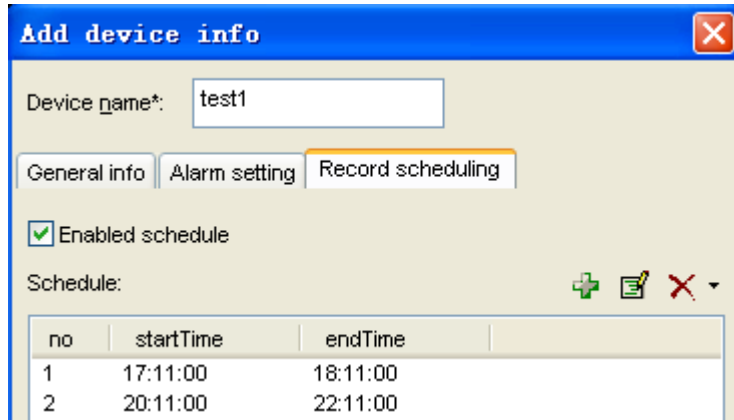 Add device info
Device name*: test1
General info Alarm setting Record scheduling
Enabled schedule
Schedule:
no startTime endTime
1 17:11:00 18:11:00
2 20:11:00 22:11:00